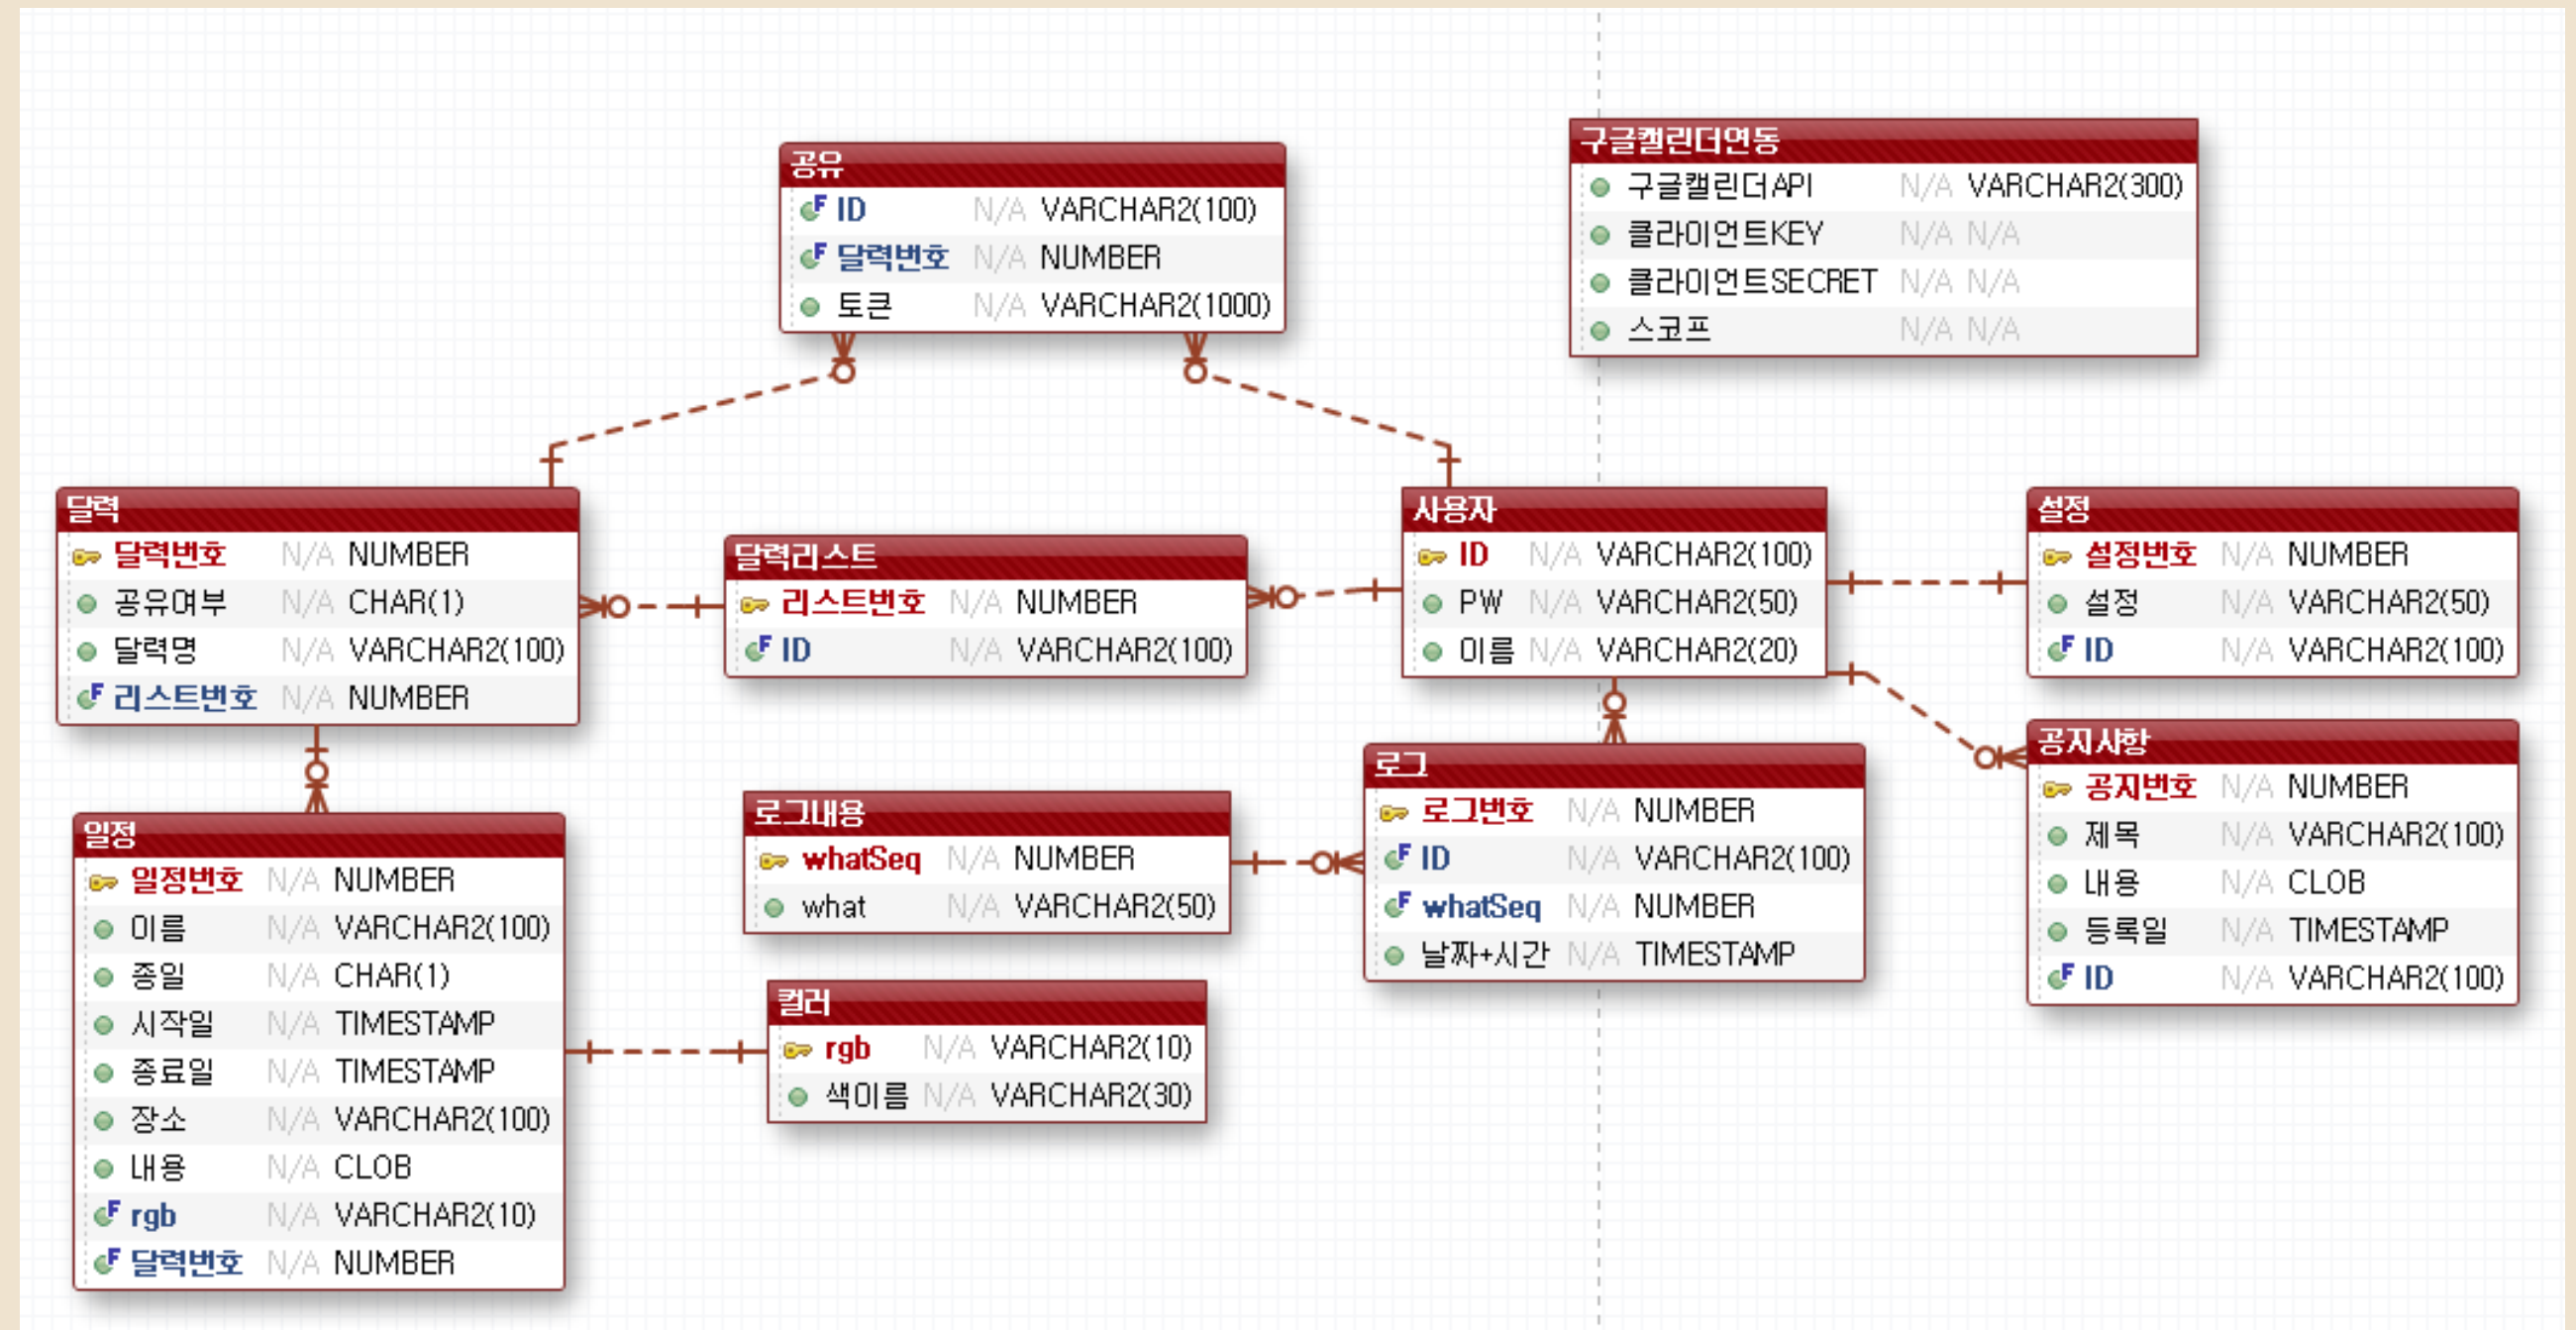 공유
ID N/A VARCHAR2(100)
달력번호 N/A NUMBER
토큰 N/A VARCHAR2(1000)
구글캘린더연동
구글캘린더API N/A VARCHAR2(300)
클라이언트KEY N/A N/A
클라이언트SECRET N/A N/A
스코프 N/A N/A
달력
달력번호 N/A NUMBER
공유여부 N/A CHAR(1)
달력명 N/A VARCHAR2(100)
리스트번호 N/A NUMBER
달력리스트
리스트번호 N/A NUMBER
ID N/A VARCHAR2(100)
사용자
ID N/A VARCHAR2(100)
PW N/A VARCHAR2(50)
이름 N/A VARCHAR2(20)
설정
설정번호 N/A NUMBER
설정 N/A VARCHAR2(50)
ID N/A VARCHAR2(100)
일정
일정번호 N/A NUMBER
이름 N/A VARCHAR2(100)
종일 N/A CHAR(1)
시작일 N/A TIMESTAMP
종료일 N/A TIMESTAMP
장소 N/A VARCHAR2(100)
내용 N/A CLOB
rgb N/A VARCHAR2(10)
달력번호 N/A NUMBER
로그내용
whatSeq N/A NUMBER
what N/A VARCHAR2(50)
컬러
rgb N/A VARCHAR2(10)
색이름 N/A VARCHAR2(30)
로그
로그번호 N/A NUMBER
ID N/A VARCHAR2(100)
whatSeq N/A NUMBER
날짜+시간 N/A TIMESTAMP
공지사항
공지번호 N/A NUMBER
제목 N/A VARCHAR2(100)
내용 N/A CLOB
등록일 N/A TIMESTAMP
ID N/A VARCHAR2(100)